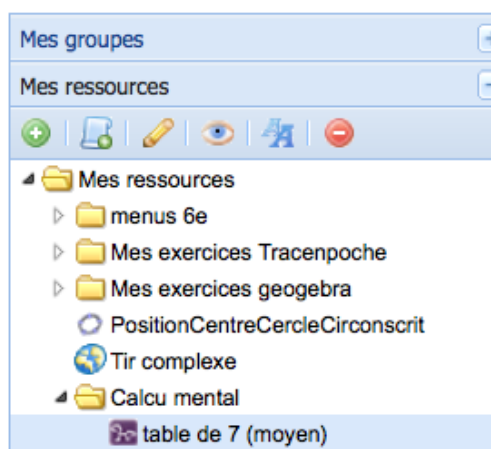 Mes groupes
Mes ressources
Mes ressources
menus 6e
Mes exercices Tracenpoche
Mes exercices geogebra
PositionCentreCercleCirconscrit
Tir complexe
Calcu mental
table de 7 (moyen)